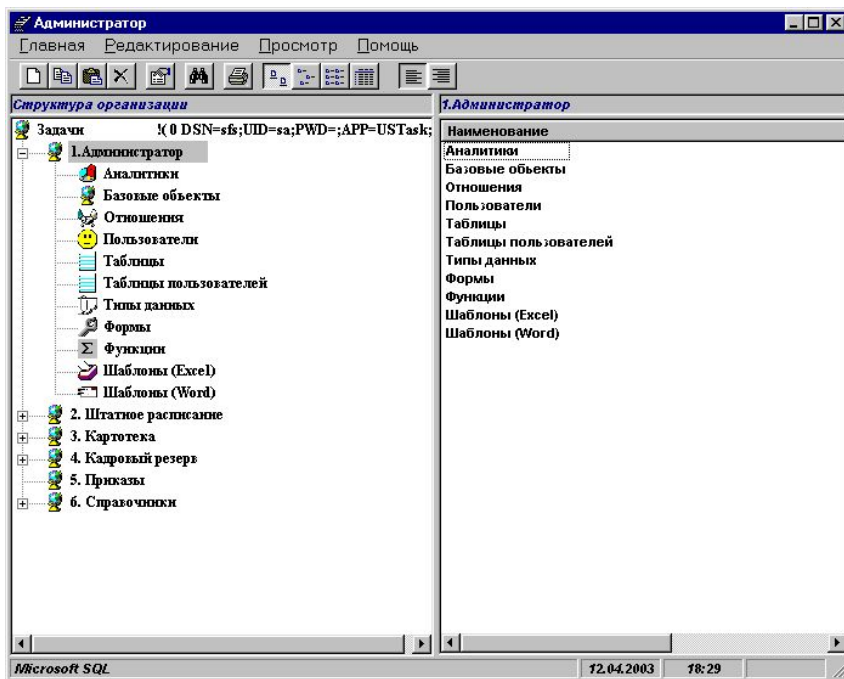 Администратор
Главная Редактирование Просмотр Помощь
Структура организации
Задачи !( 0 DSN=sfs;UID=sa;PWD=;APP=USTask;
1.Администратор
Аналитики
Базовые обьекты
Отношения
Пользователи
Таблицы
Таблицы пользователей
Типы данных
Формы
Функции
Шаблоны (Excel)
Шаблоны (Word)
2. Штатное расписание
3. Картотека
4. Кадровый резерв
5. Приказы
6. Справочники
1.Администратор
Наименование
Аналитики
Базовые обьекты
Отношения
Пользователи
Таблицы
Таблицы пользователей
Типы данных
Формы
Функции
Шаблоны (Excel)
Шаблоны (Word)
Microsoft SQL 12.04.2003 18:29